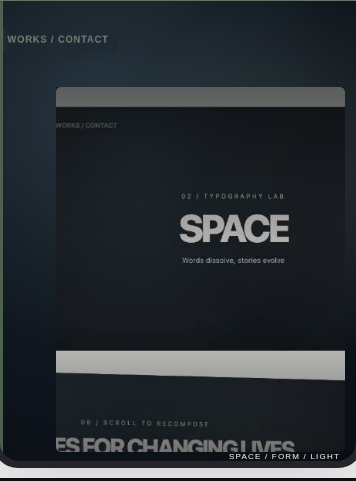 WORKS / CONTACT
WORKS / CONTACT
02 / TYPOGRAPHY LAB
SPACE
Words dissolve, stories evolve
06 / SCROLL TO RECOMPOSE
ES FOR CHANGING LIVES
SPACE / FORM / LIGHT